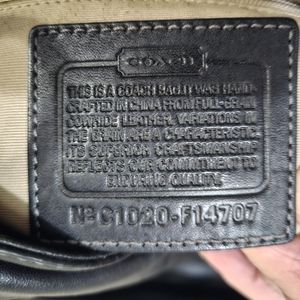 COACH
THIS IS A COACH BAG. IT WAS HAND-
CRAFTED IN CHINA FROM FULL-GRAIN
COWHIDE LEATHER. VARIATIONS IN
THE GRAIN ARE A CHARACTERISTIC.
ITS SUPERIOR CRAFTSMANSHIP
REFLECTS OUR COMMITMENT TO
ENDURING QUALITY.
Nº C1020-F14707